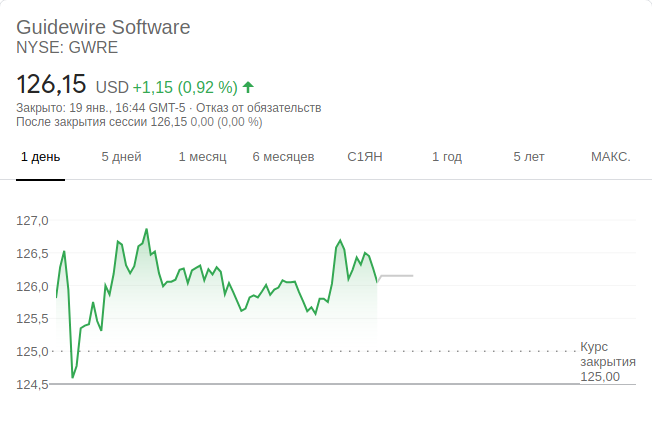 Guidewire Software
NYSE: GWRE
126,15 USD +1,15 (0,92 %)
Закрыто: 19 янв., 16:44 GMT-5 · Отказ от обязательств
После закрытия сессии 126,15 0,00 (0,00 %)
1 день 5 дней 1 месяц 6 месяцев С1ЯН 1 год 5 лет МАКС.
127,0
126,5
126,0
125,5
125,0
Курс
закрытия
125,00
124,5